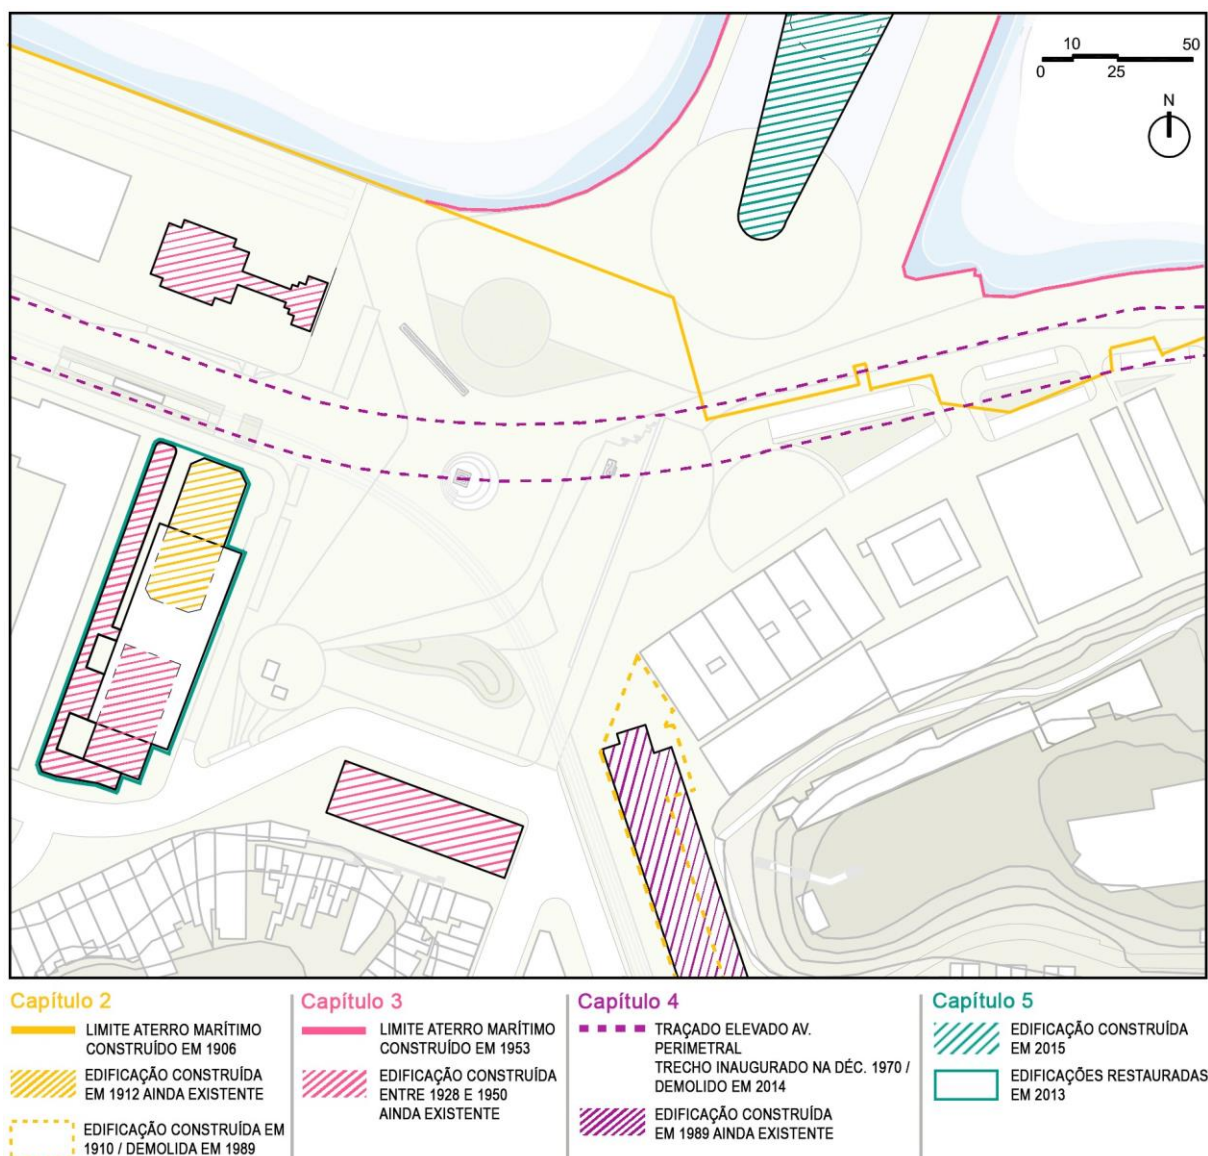 10 50
0 25
N
Capítulo 2
LIMITE ATERRO MARÍTIMO
CONSTRUÍDO EM 1906
EDIFICAÇÃO CONSTRUÍDA
EM 1912 AINDA EXISTENTE
EDIFICAÇÃO CONSTRUÍDA EM
1910 / DEMOLIDA EM 1989
Capítulo 3
LIMITE ATERRO MARÍTIMO
CONSTRUÍDO EM 1953
EDIFICAÇÃO CONSTRUÍDA
ENTRE 1928 E 1950
AINDA EXISTENTE
Capítulo 4
TRAÇADO ELEVADO AV.
PERIMETRAL
TRECHO INAUGURADO NA DÉC. 1970 /
DEMOLIDO EM 2014
EDIFICAÇÃO CONSTRUÍDA
EM 1989 AINDA EXISTENTE
Capítulo 5
EDIFICAÇÃO CONSTRUÍDA
EM 2015
EDIFICAÇÕES RESTAURADAS
EM 2013